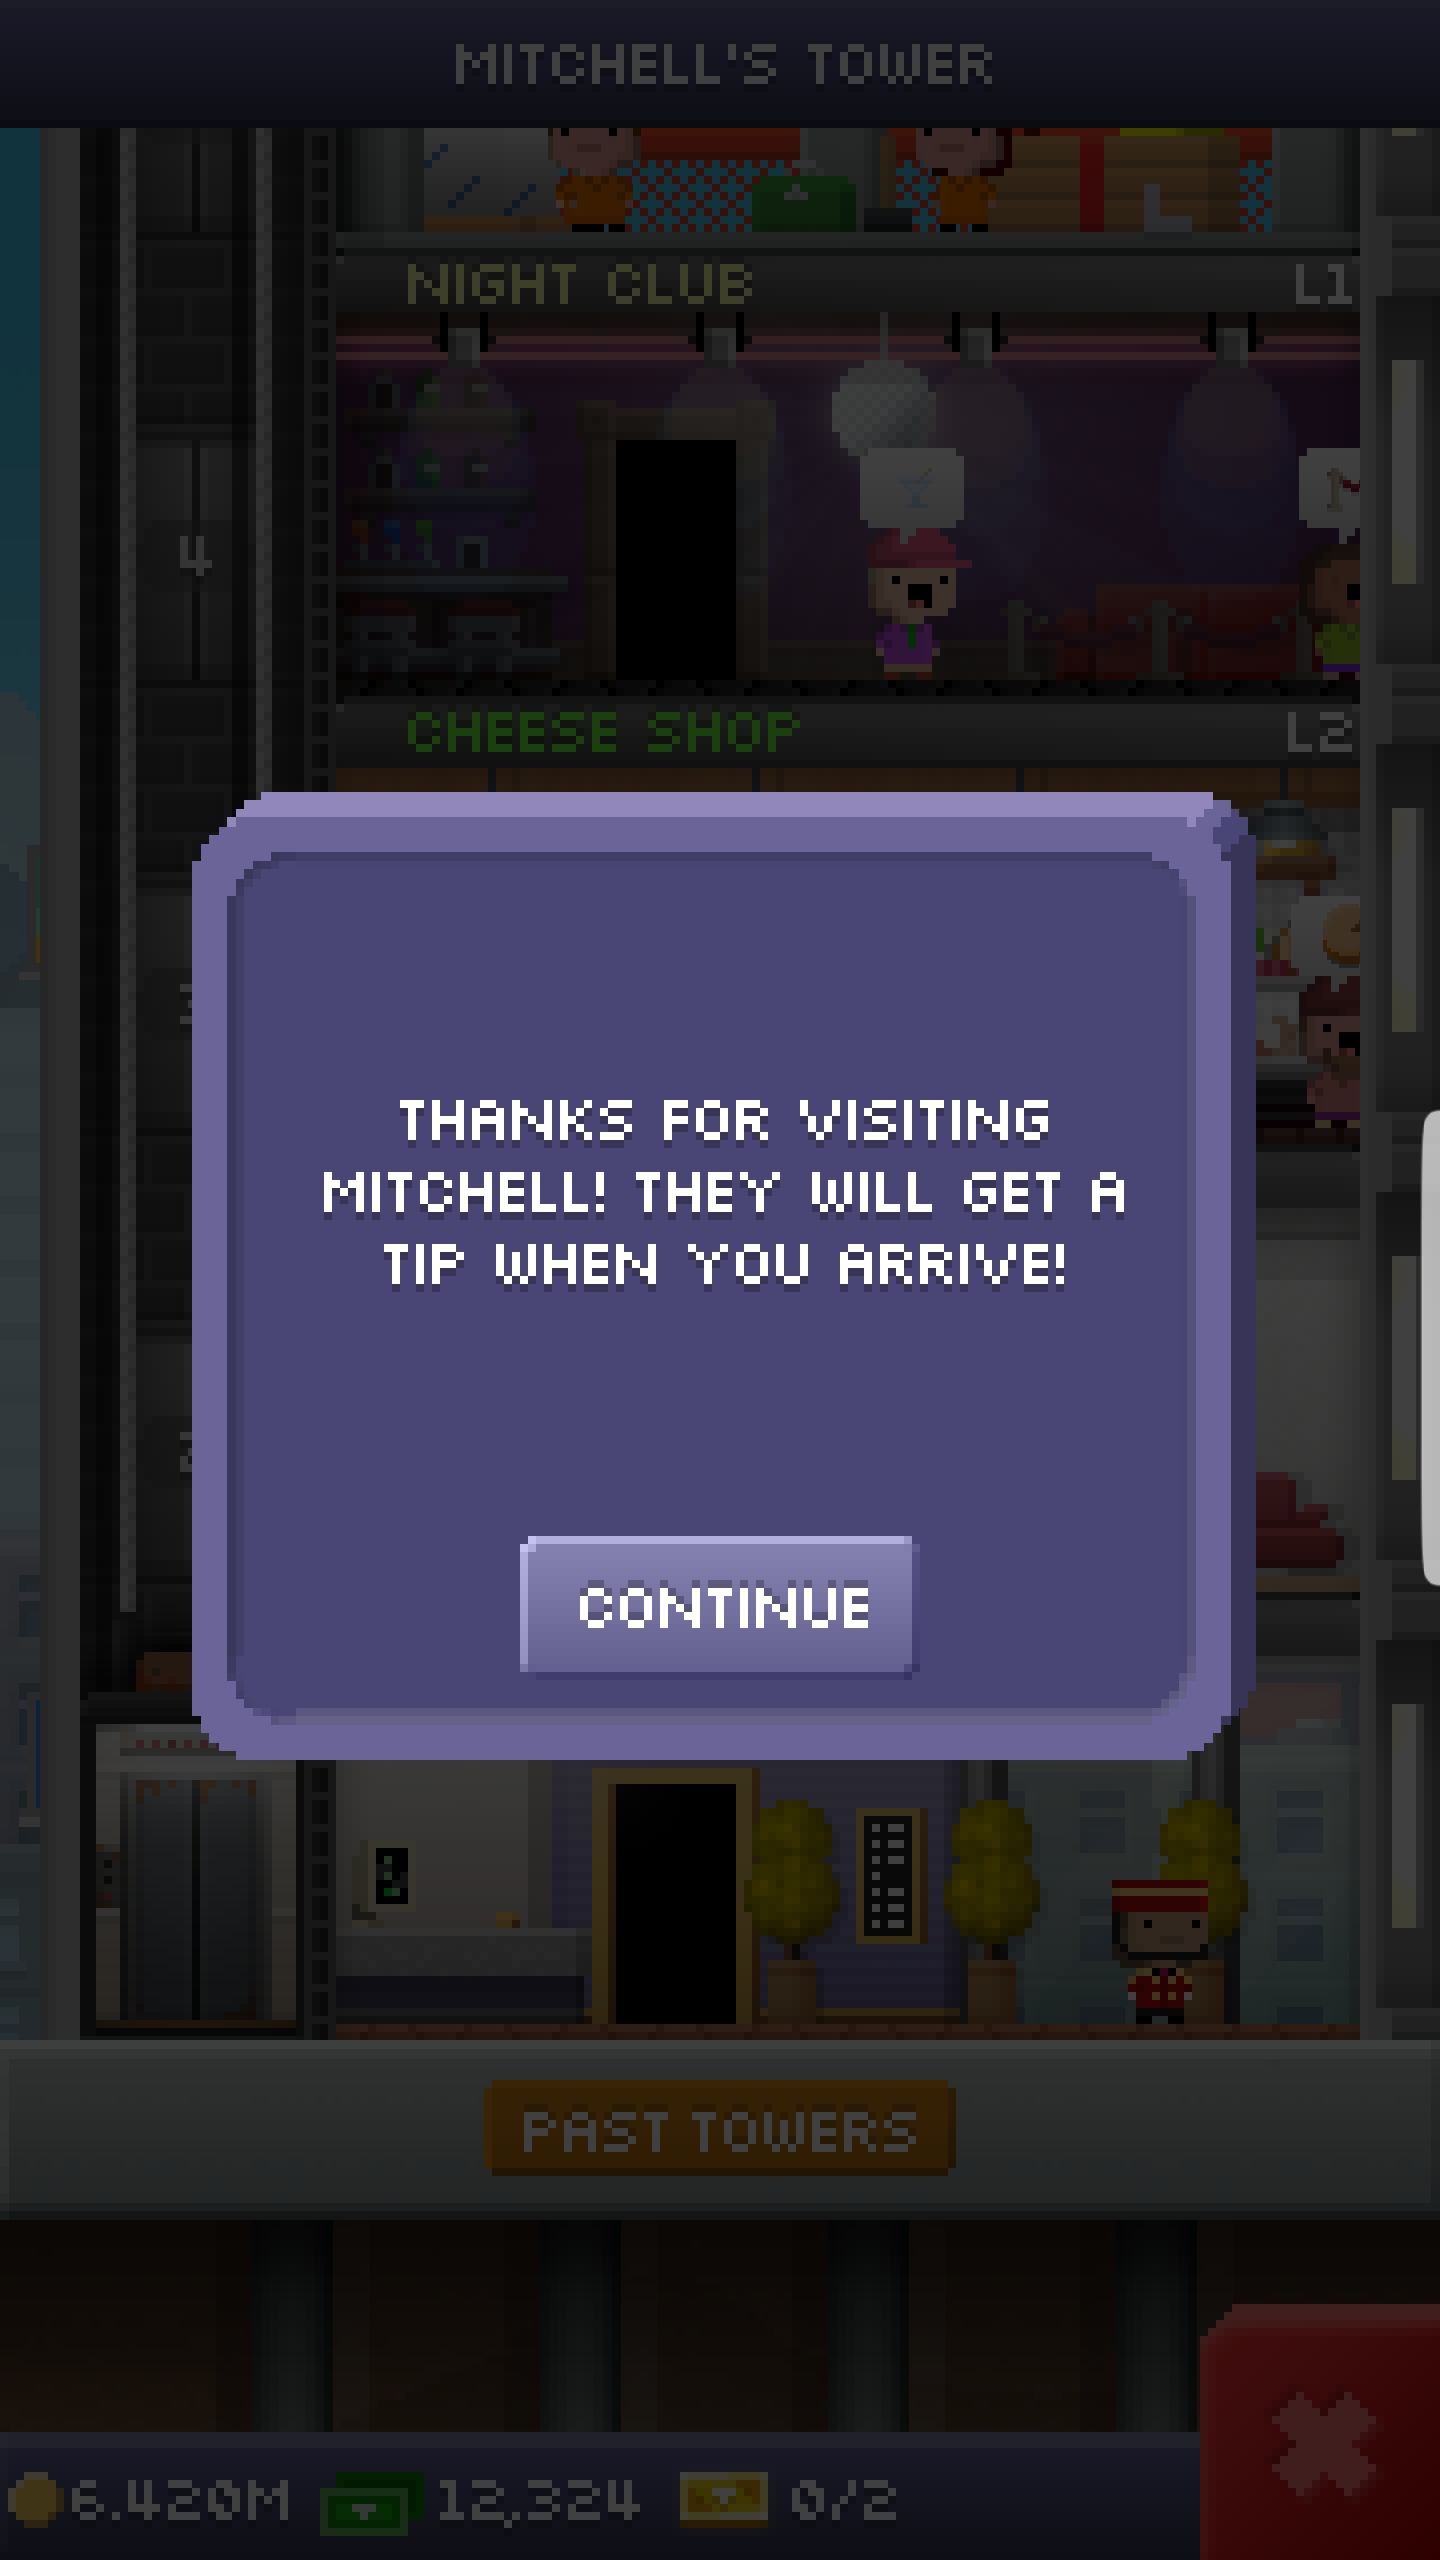 MITCHELL'S TOWER
NIGHT CLUB L1
4
CHEESE SHOP L2
THANKS FOR VISITING
MITCHELL! THEY WILL GET A
TIP WHEN YOU ARRIVE!
CONTINUE
PAST TOWERS
6.420M 12,324 0/2